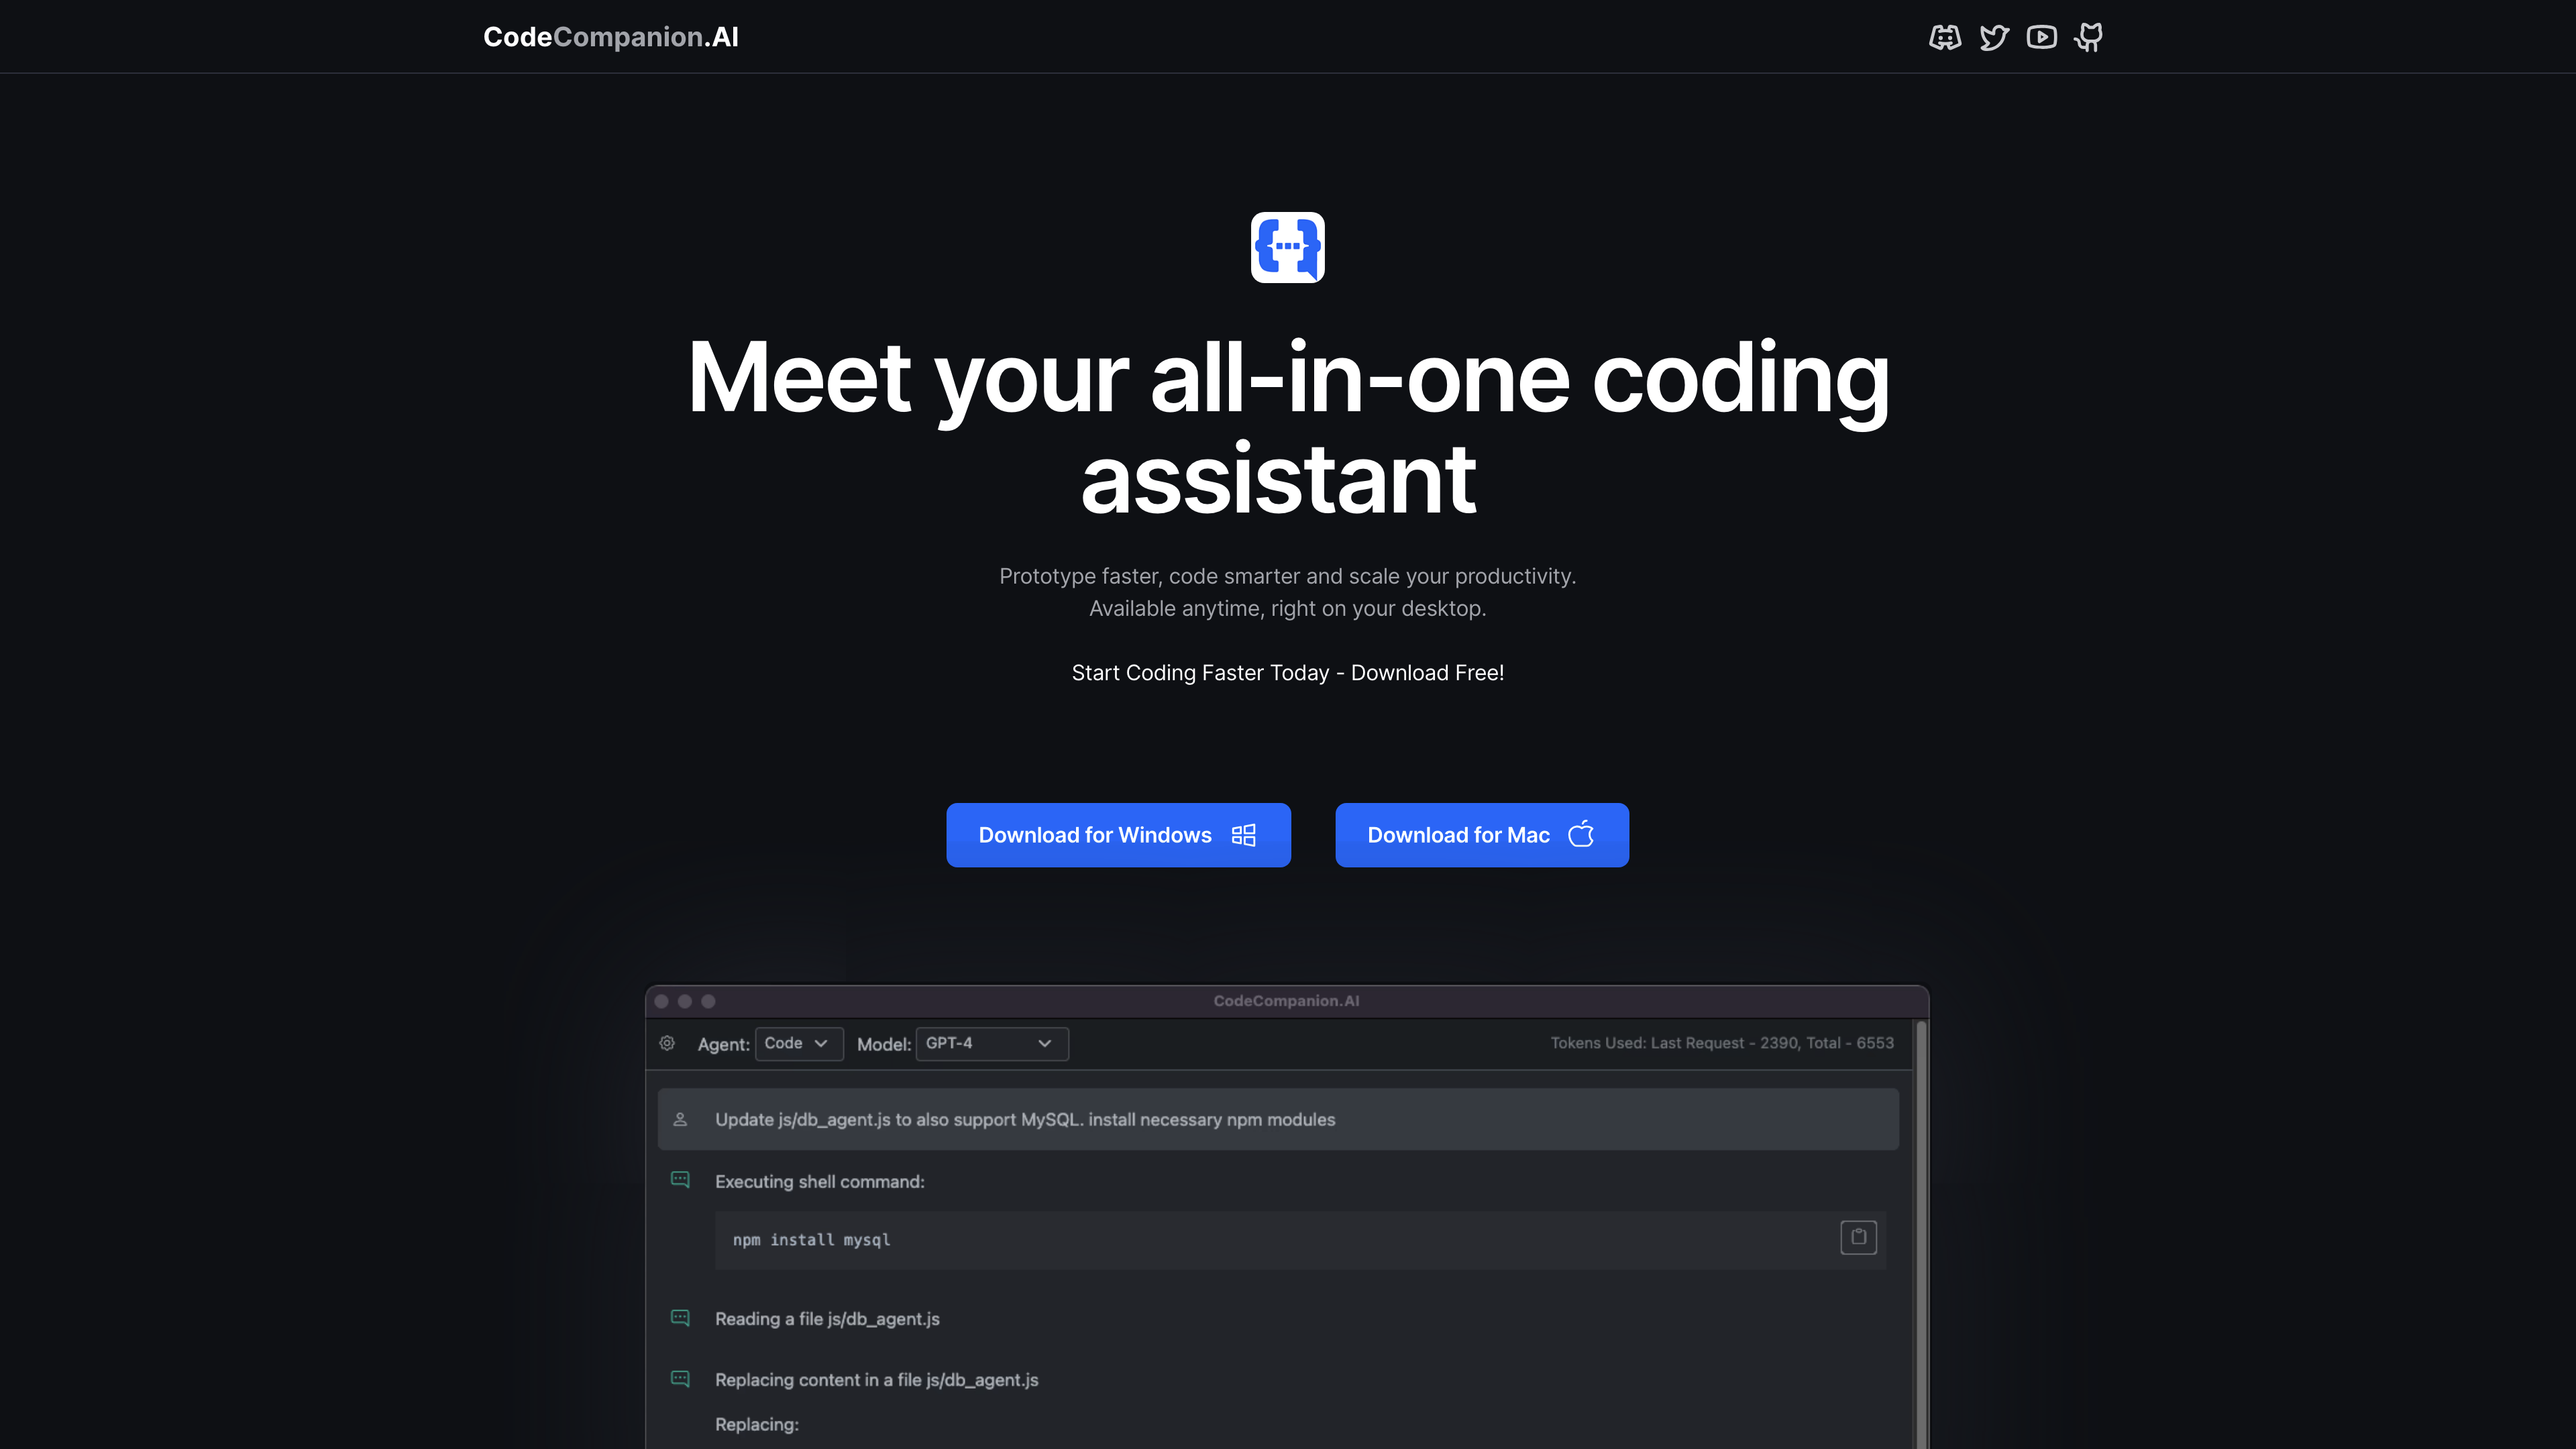 CodeCompanion.AI
Meet your all-in-one coding
assistant
Prototype faster, code smarter and scale your productivity.
Available anytime, right on your desktop.
Start Coding Faster Today - Download Free!
Download for Windows
Download for Mac
CodeCompanion.AI
Agent: Code Model: GPT-4 Tokens Used: Last Request - 2390, Total - 6553
Update js/db_agent.js to also support MySQL. install necessary npm modules
Executing shell command:
npm install mysql
Reading a file js/db_agent.js
Replacing content in a file js/db_agent.js
Replacing: